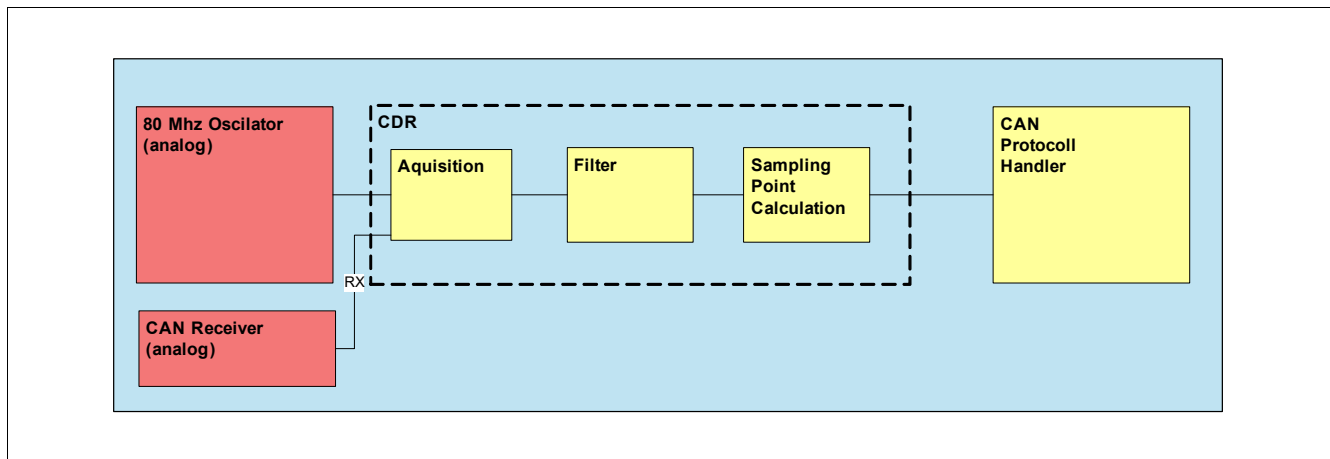 80 Mhz Oscilator
(analog)
CDR
Aquisition
Filter
Sampling
Point
Calculation
CAN
Protocoll
Handler
RX
CAN Receiver
(analog)